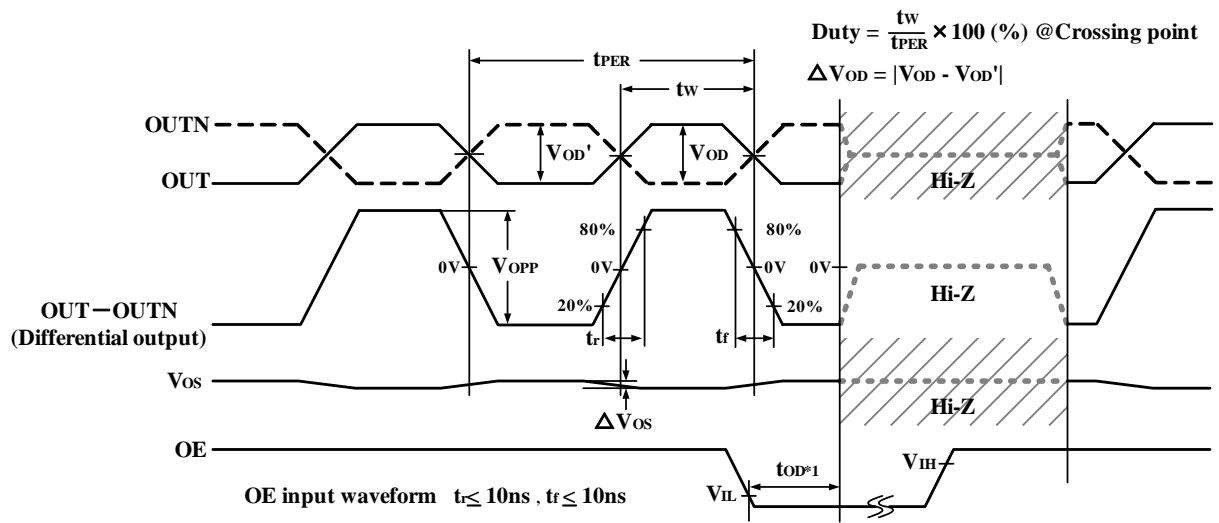 Duty = tW/tPER × 100 (%) @Crossing point
△VOD = |VOD - VOD'|
tPER
tW
OUTN
OUT
VOD'
VOD
Hi-Z
80%
80%
VOPP
0V
0V
0V
0V
20%
20%
Hi-Z
OUT－OUTN
(Differential output)
tr
tf
VOS
△VOS
Hi-Z
OE
tOD*1
VIH
VIL
OE input waveform tr≤ 10ns , tf ≤ 10ns